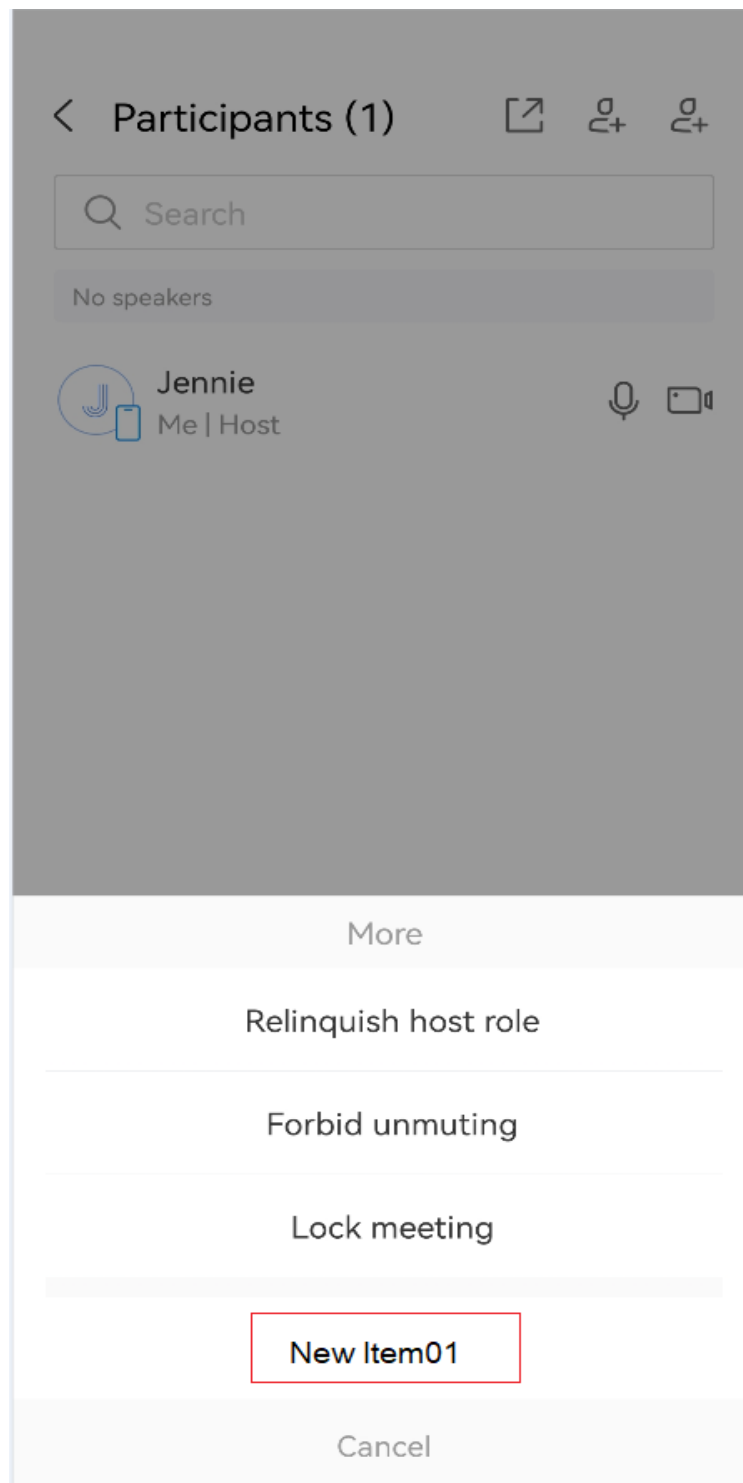 Participants (1)
Search
No speakers
J
Jennie
Me | Host
More
Relinquish host role
Forbid unmuting
Lock meeting
New Item01
Cancel